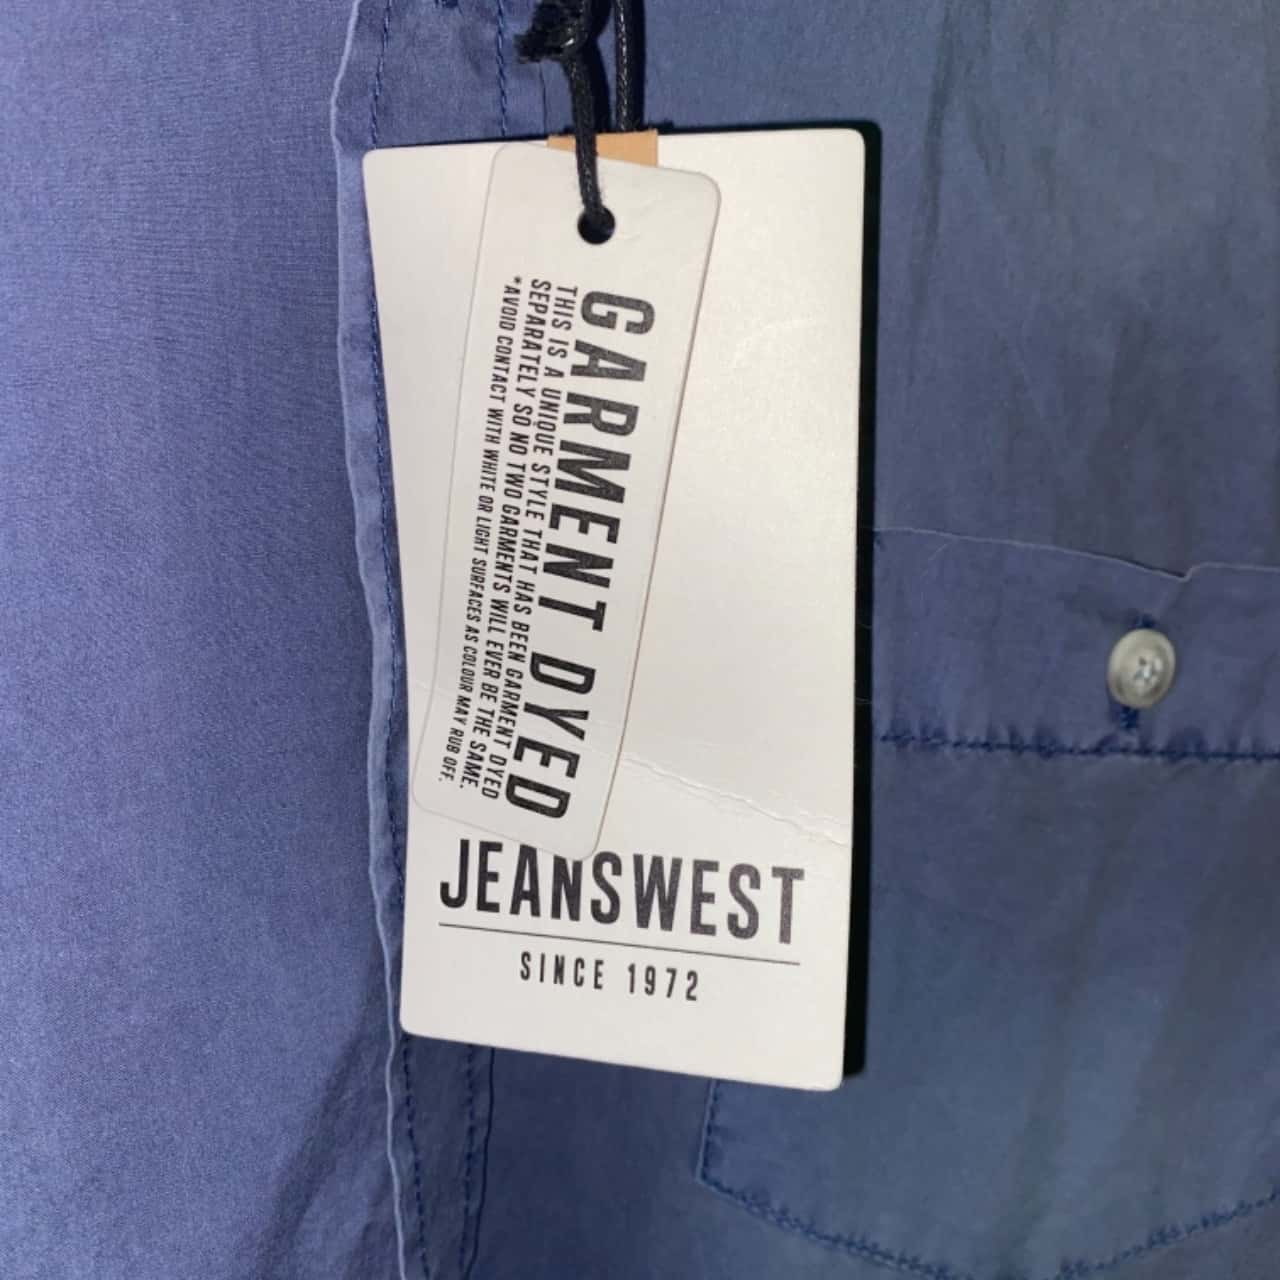 GARMENT DYED
THIS IS A UNIQUE STYLE THAT HAS BEEN GARMENT DYED
SEPARATELY SO NO TWO GARMENTS WILL EVER BE THE SAME.
*AVOID CONTACT WITH WHITE OR LIGHT SURFACES AS COLOUR MAY RUB OFF.
JEANSWEST
SINCE 1972